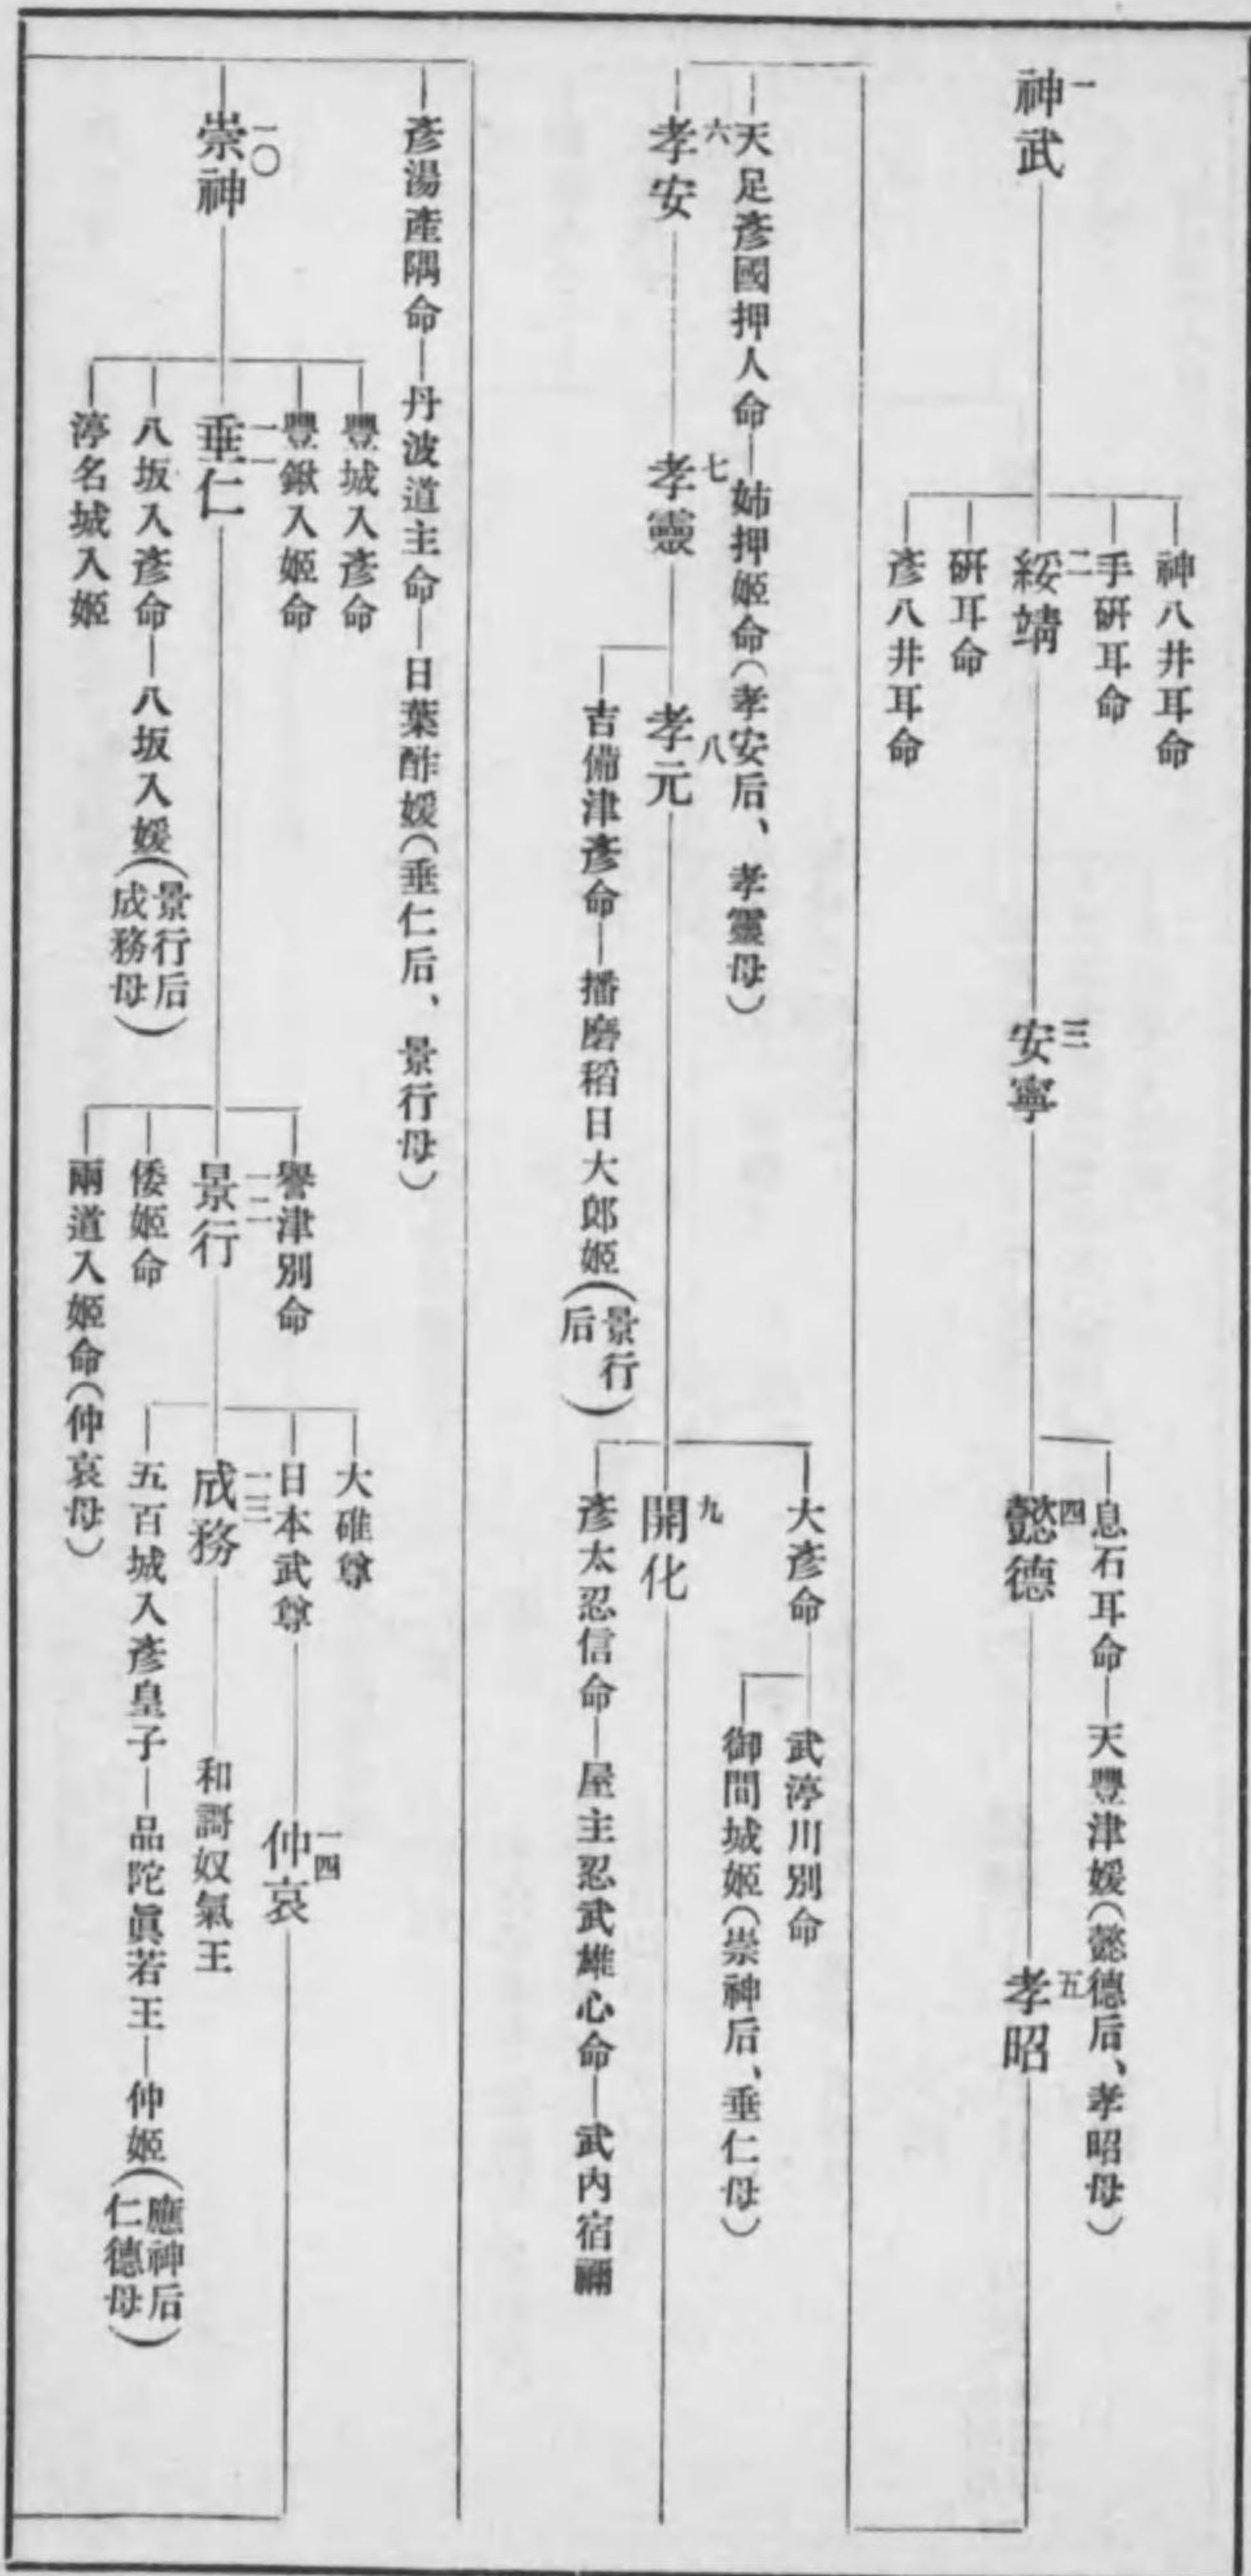 一
神武
神八井耳命
手研耳命
二
綏靖
研耳命
彥八井耳命
三
安寧
息石耳命―天豐津媛(懿德后、孝昭母)
四
懿德
五
孝昭
天足彥國押人命―姉押姬命(孝安后、孝靈母)
六
孝安
七
孝靈
八
孝元
吉備津彥命―播磨稻日大郎姬(景行后)
大彥命
武渟川別命
御間城姬(崇神后、垂仁母)
九
開化
彥太忍信命―屋主忍武雄心命―武內宿禰
彥湯產隅命―丹波道主命―日葉酢媛(垂仁后、景行母)
一〇
崇神
豐城入彥命
豐鍬入姬命
一一
垂仁
八坂入彥命―八坂入媛(景行后
成務母)
渟名城入姬
譽津別命
一二
景行
倭姬命
兩道入姬命(仲哀母)
大碓尊
日本武尊
一四
仲哀
一三
成務
和謌奴氣王
五百城入彥皇子―品陀眞若王―仲姬(應神后
仁德母)